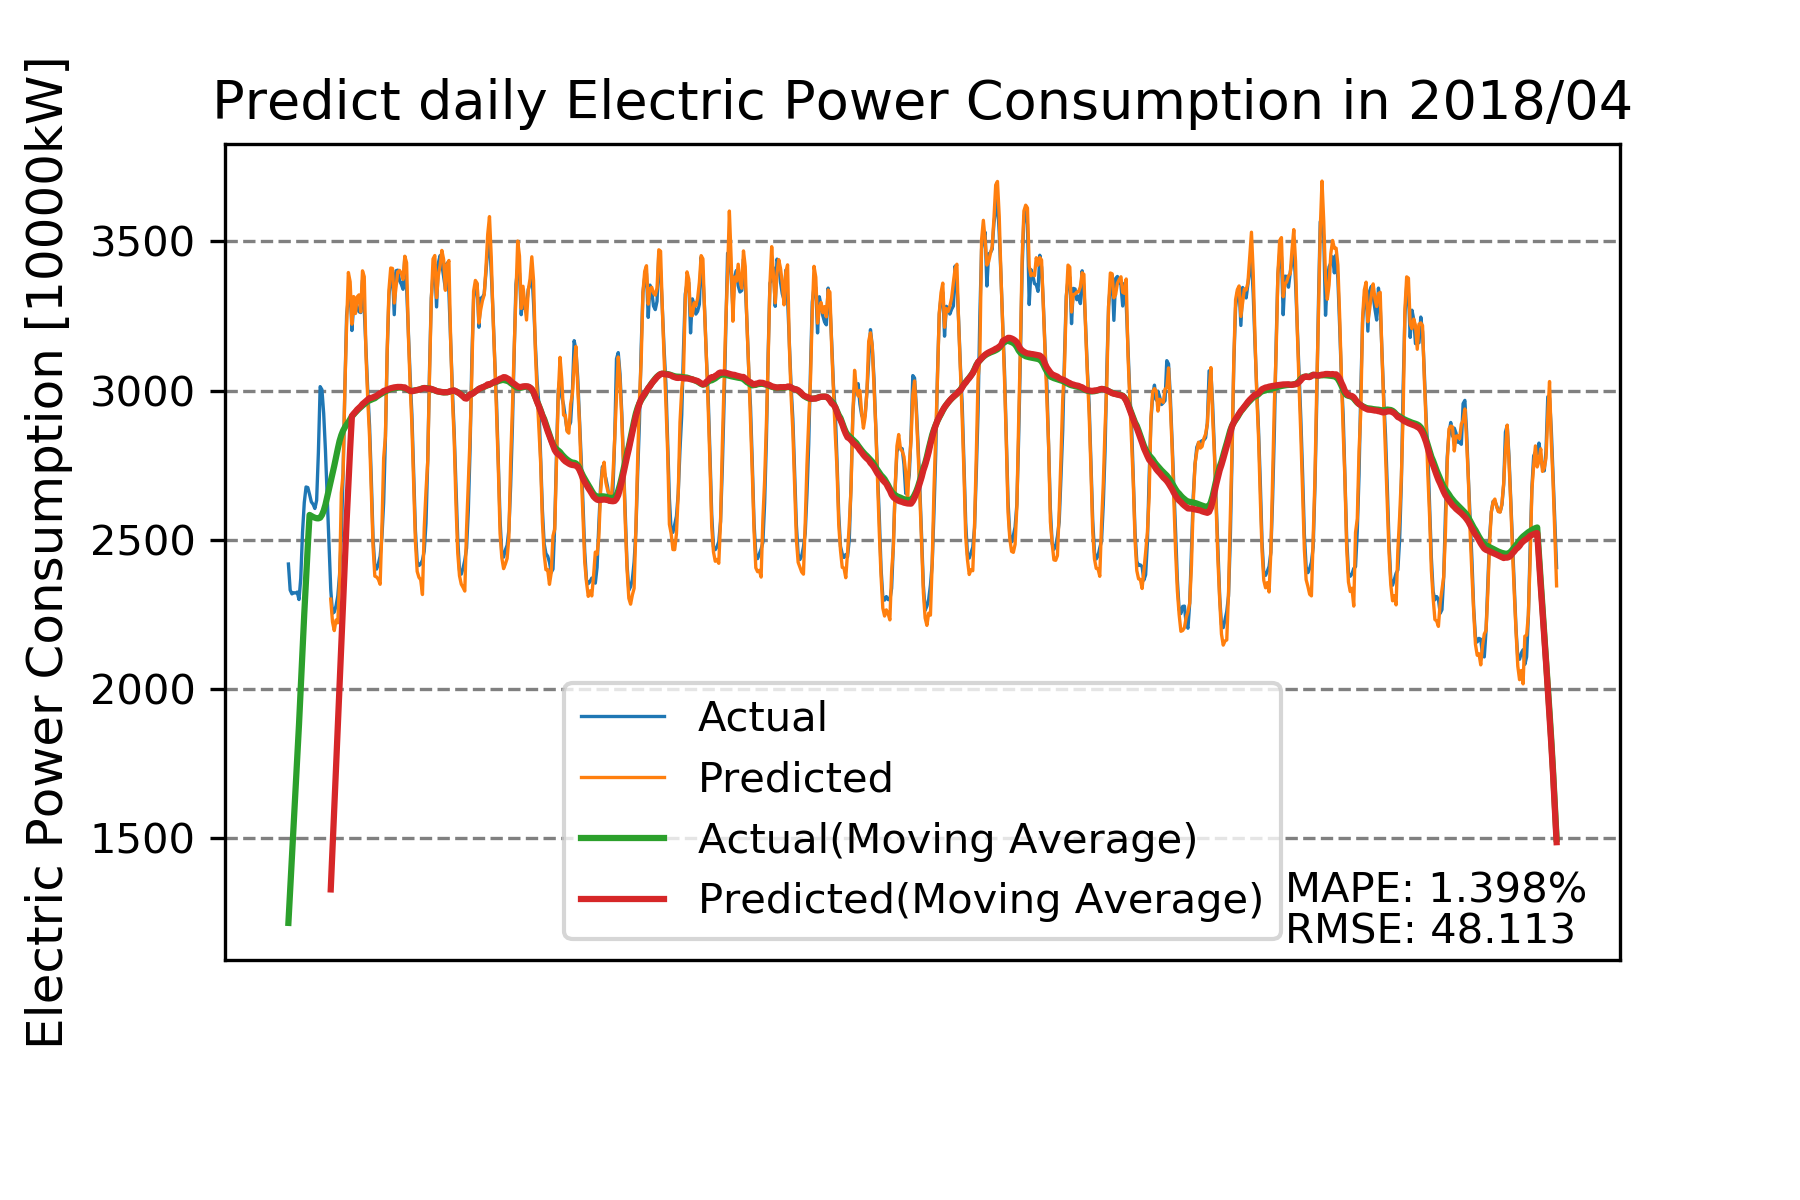 Predict daily Electric Power Consumption in 2018/04
Electric Power Consumption [10000kW]
3500
3000
2500
2000
1500
Actual
Predicted
Actual(Moving Average)
Predicted(Moving Average)
MAPE: 1.398%
RMSE: 48.113